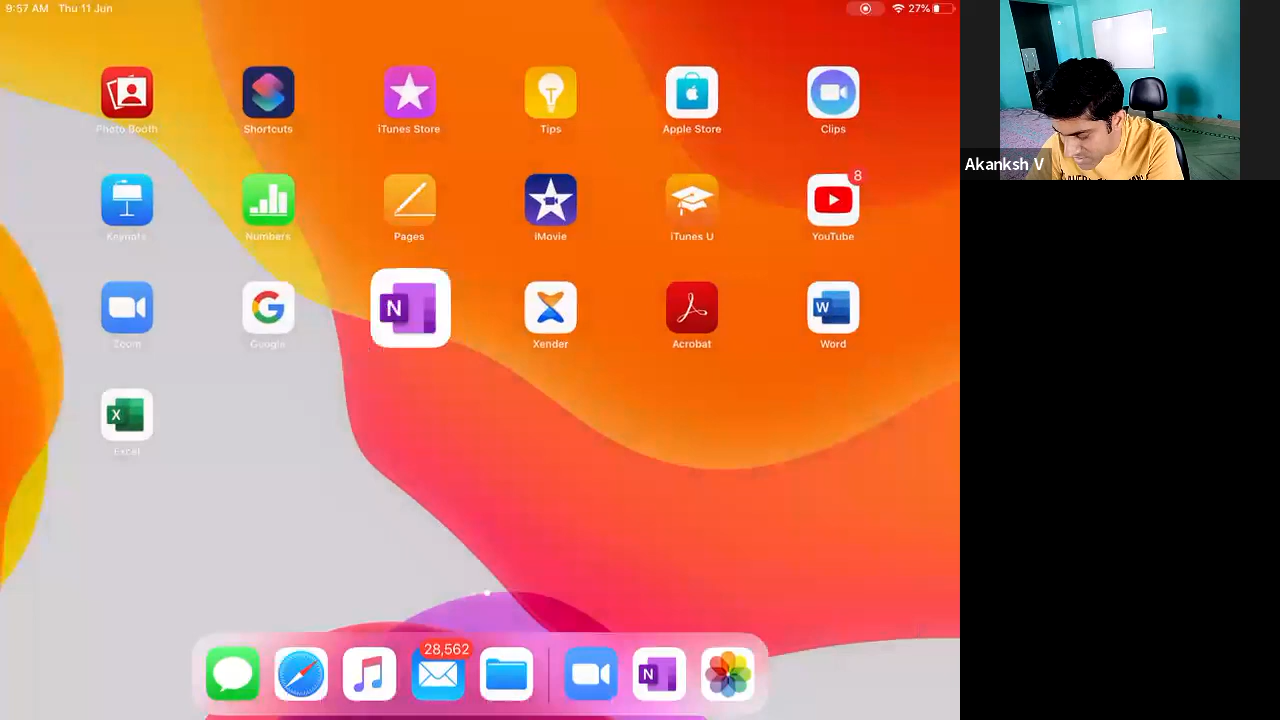 9:57 AM Thu 11 Jun 27%
Photo Booth Shortcuts iTunes Store Tips Apple Store Clips
8
Keynote Numbers Pages iMovie iTunes U YouTube
N W
Zoom Google Xender Acrobat Word
X
Excel
28,562
N
Akanksh V